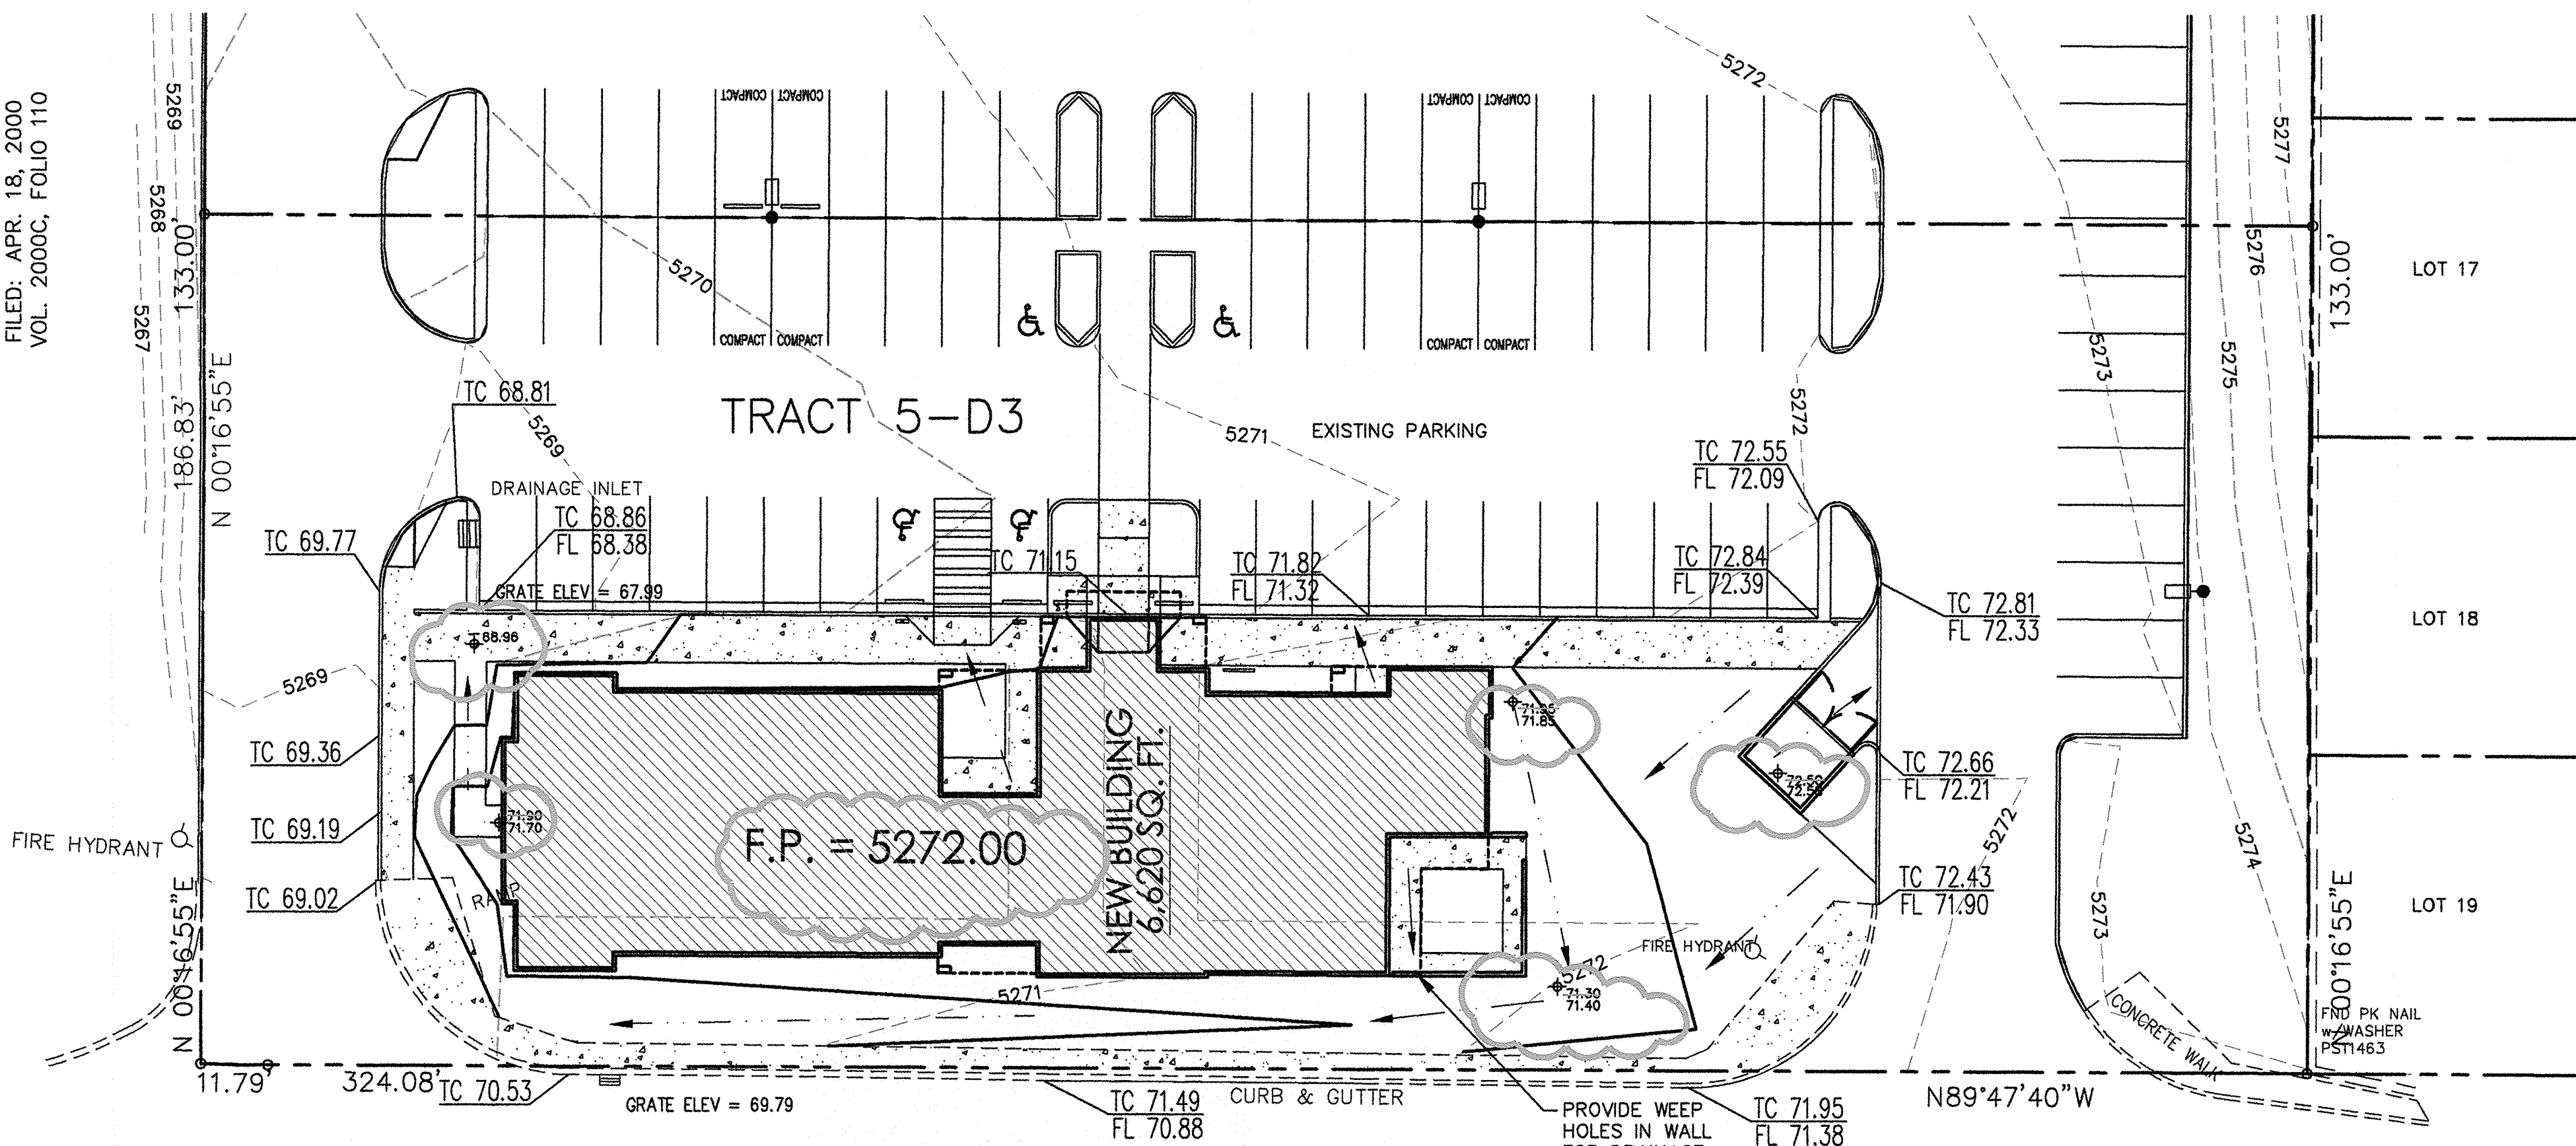 FILED: APR. 18, 2000
VOL. 2000C, FOLIO 110
5269
5268
5267
133.00'
186.83'
N 00°16'55"E
COMPACT COMPACT
COMPACT COMPACT
5272
5277
5276
5275
133.00'
LOT 17
5270
COMPACT COMPACT
COMPACT COMPACT
5272
5273
TC 68.81
5269
TRACT 5-D3
5271
EXISTING PARKING
TC 72.55
FL 72.09
DRAINAGE INLET
TC 68.86
FL 68.38
TC 69.77
GRATE ELEV = 67.99
TC 71.15
TC 71.82
FL 71.32
TC 72.84
FL 72.39
TC 72.81
FL 72.33
LOT 18
68.96
5269
71.85
TC 69.36
TC 72.66
FL 72.21
FIRE HYDRANT
TC 69.19
71.90
71.70
F.P. = 5272.00
NEW BUILDING
6,620 SQ. FT.
5272
5274
TC 69.02
TC 72.43
FL 71.90
N 00°16'55"E
LOT 19
5273
FIRE HYDRANT
5272
71.30
71.40
5271
N 00°16'55"E
CONCRETE WALK
FND PK NAIL
w/WASHER
PS11463
11.79'
324.08'
TC 70.53
GRATE ELEV = 69.79
TC 71.49
FL 70.88
CURB & GUTTER
PROVIDE WEEP
HOLES IN WALL
TC 71.95
FL 71.38
N89°47'40"W